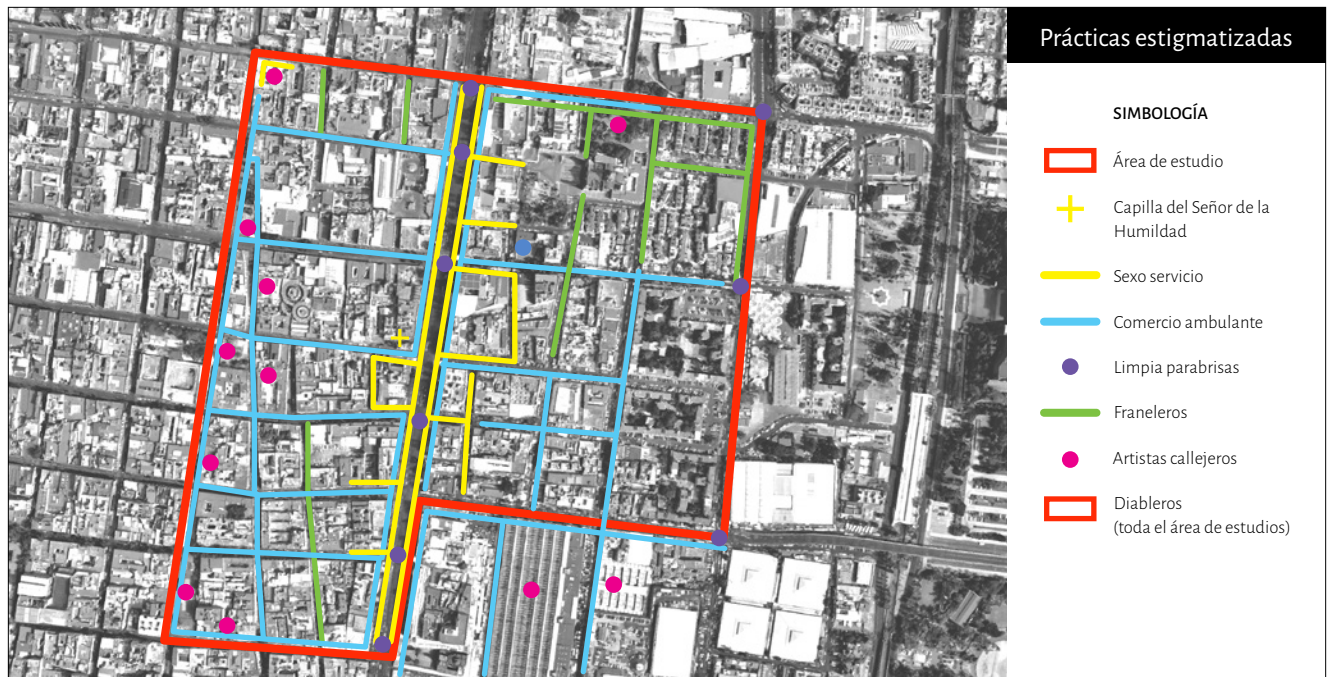 Prácticas estigmatizadas
SIMBOLOGÍA
Área de estudio
Capilla del Señor de la
Humildad
Sexo servicio
Comercio ambulante
Limpia parabrisas
Franeleros
Artistas callejeros
Diableros
(toda el área de estudios)